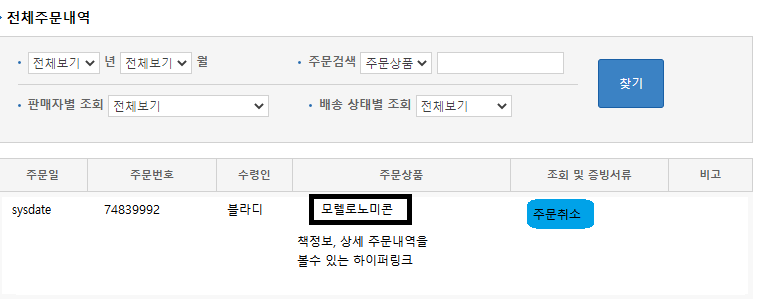 전체주문내역
전체보기 년 전체보기 월 주문검색 주문상품
찾기
판매자별 조회 전체보기 배송 상태별 조회 전체보기
주문일 주문번호 수령인 주문상품 조회 및 증빙서류 비고
sysdate 74839992 블라디 모렐로노미콘 주문취소
책정보, 상세 주문내역을
볼수 있는 하이퍼링크